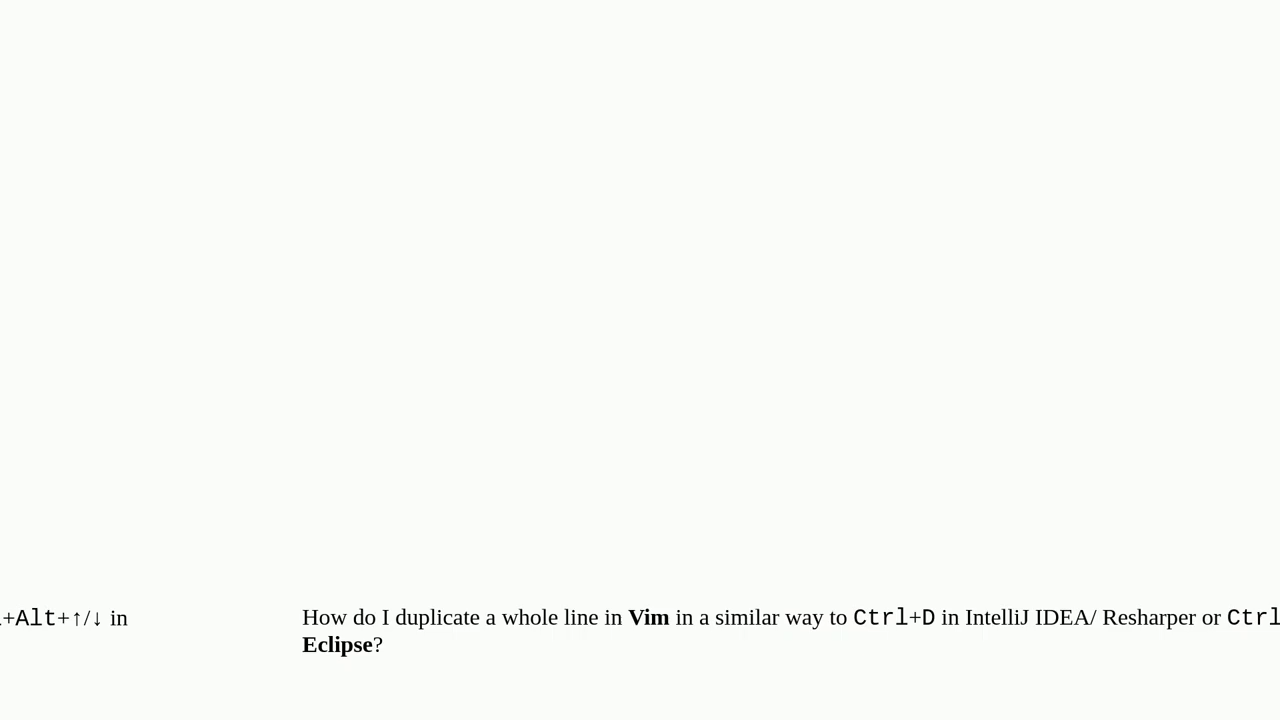 How do I duplicate a whole line in Vim in a similar way to Ctrl+D in IntelliJ IDEA/ Resharper or Ctrl
+Alt+↑/↓ in
Eclipse?